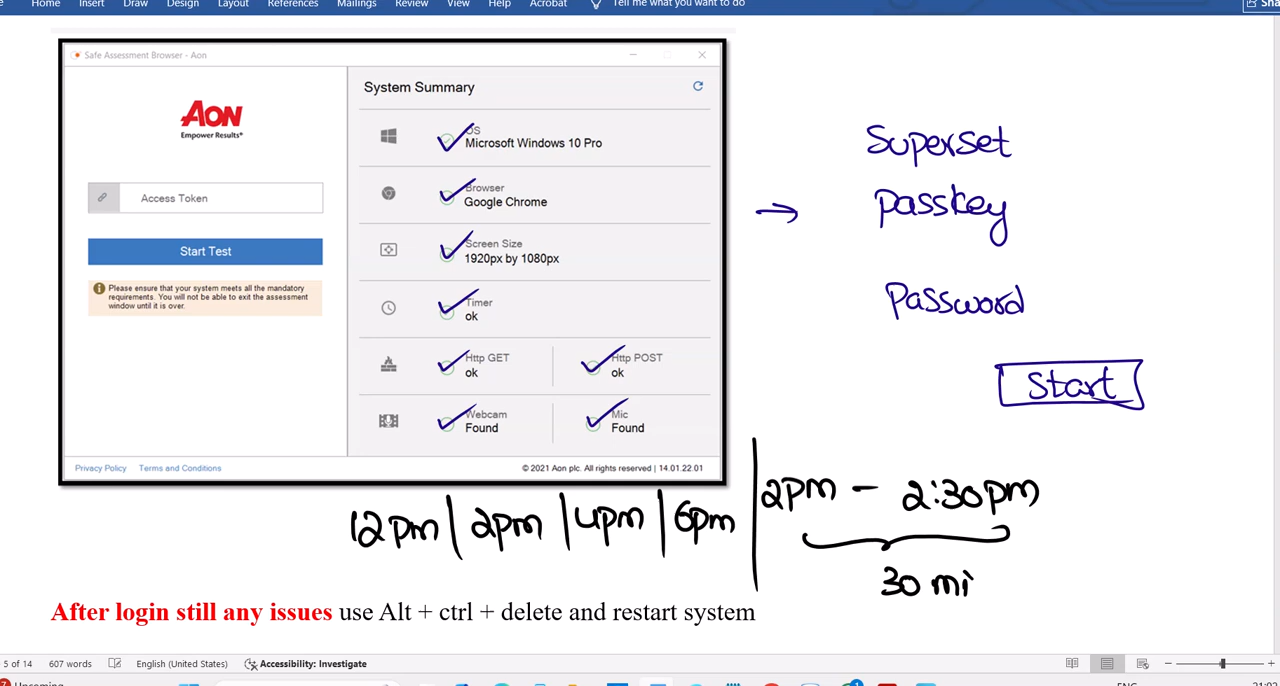 Home Insert Draw Design Layout References Mailings Review View Help Acrobat Tell me what you want to do
Safe Assessment Browser - Aon
AON
Empower Results®
Access Token
Start Test
Please ensure that your system meets all the mandatory
requirements. You will not be able to exit the assessment
window until it is over.
System Summary
OS
Microsoft Windows 10 Pro
Browser
Google Chrome
Screen Size
1920px by 1080px
Timer
ok
Http GET
ok
Http POST
ok
Webcam
Found
Mic
Found
Privacy Policy Terms and Conditions
© 2021 Aon plc. All rights reserved | 14.01.22.01
Superset
Passkey
Password
Start
12pm | 2pm | 4pm | 6pm
2pm - 2:30pm
30 mi
After login still any issues use Alt + ctrl + delete and restart system
5 of 14 607 words English (United States) Accessibility: Investigate
Upcoming
ENG